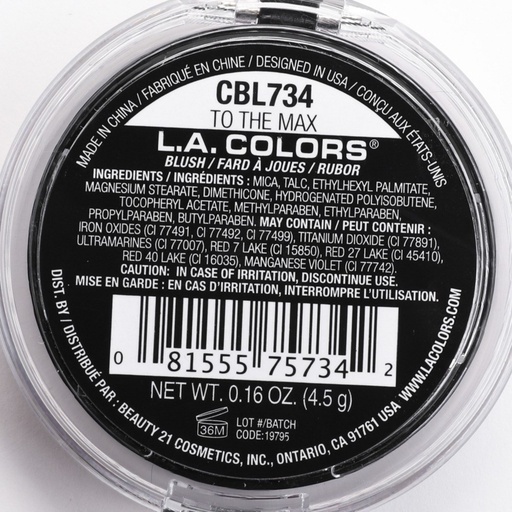 MADE IN CHINA / FABRIQUÉ EN CHINE / DESIGNED IN USA / CONÇU AUX ÉTATS-UNIS
CBL734
TO THE MAX
L.A. COLORS®
BLUSH / FARD À JOUES / RUBOR
INGREDIENTS / INGRÉDIENTS : MICA, TALC, ETHYLHEXYL PALMITATE,
MAGNESIUM STEARATE, DIMETHICONE, HYDROGENATED POLYISOBUTENE,
TOCOPHERYL ACETATE, METHYLPARABEN, ETHYLPARABEN,
PROPYLPARABEN, BUTYLPARABEN. MAY CONTAIN / PEUT CONTENIR :
IRON OXIDES (CI 77491, CI 77492, CI 77499), TITANIUM DIOXIDE (CI 77891),
ULTRAMARINES (CI 77007), RED 7 LAKE (CI 15850), RED 27 LAKE (CI 45410),
RED 40 LAKE (CI 16035), MANGANESE VIOLET (CI 77742).
CAUTION: IN CASE OF IRRITATION, DISCONTINUE USE.
MISE EN GARDE : EN CAS D'IRRITATION, INTERROMPRE L'UTILISATION.
0 81555 75734 2
NET WT. 0.16 OZ. (4.5 g)
36M
LOT #/BATCH
CODE: 19795
DIST. BY / DISTRIBUÉ PAR : BEAUTY 21 COSMETICS, INC., ONTARIO, CA 91761 USA WWW.LACOLORS.COM